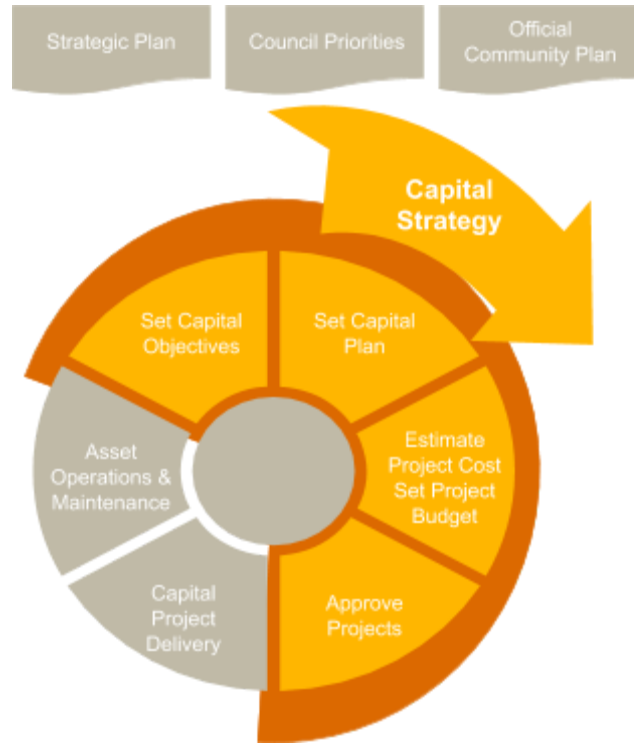 Strategic Plan
Council Priorities
Official
Community Plan
Capital
Strategy
Set Capital
Objectives
Set Capital
Plan
Asset
Operations &
Maintenance
Estimate
Project Cost
Set Project
Budget
Capital
Project
Delivery
Approve
Projects